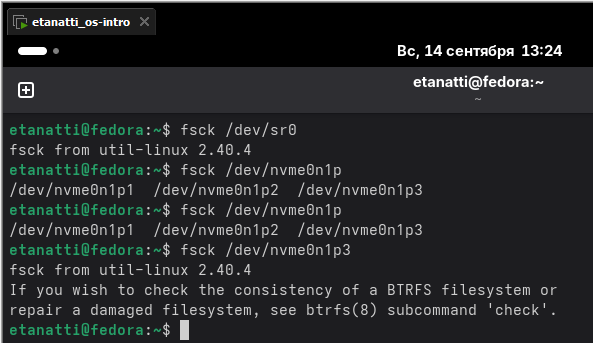 etanatti_os-intro
Вс, 14 сентября 13:24
etanatti@fedora:~
~
etanatti@fedora:~$ fsck /dev/sr0
fsck from util-linux 2.40.4
etanatti@fedora:~$ fsck /dev/nvme0n1p
/dev/nvme0n1p1  /dev/nvme0n1p2  /dev/nvme0n1p3
etanatti@fedora:~$ fsck /dev/nvme0n1p
/dev/nvme0n1p1  /dev/nvme0n1p2  /dev/nvme0n1p3
etanatti@fedora:~$ fsck /dev/nvme0n1p3
fsck from util-linux 2.40.4
If you wish to check the consistency of a BTRFS filesystem or
repair a damaged filesystem, see btrfs(8) subcommand 'check'.
etanatti@fedora:~$